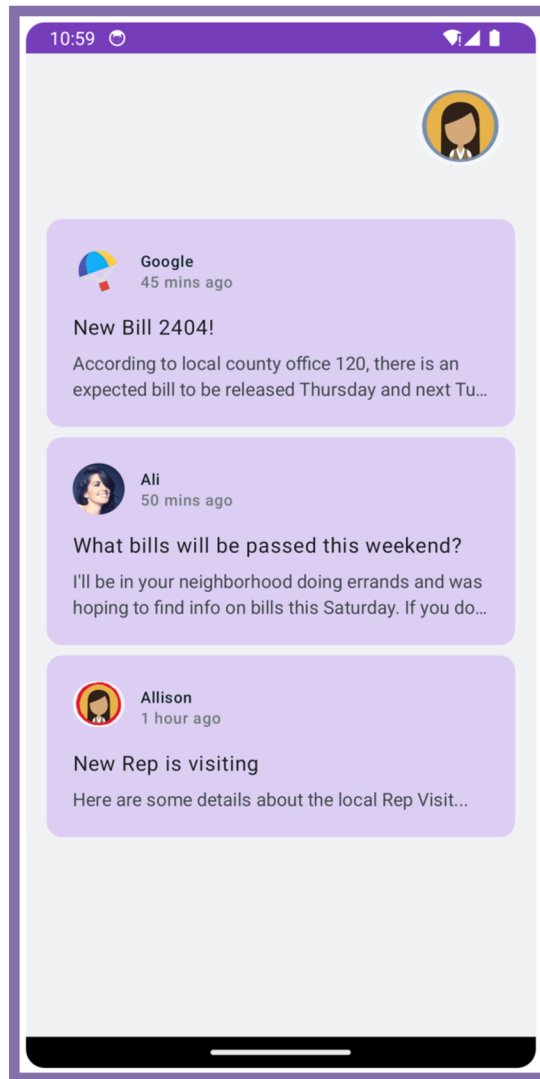 10:59
Google
45 mins ago
New Bill 2404!
According to local county office 120, there is an
expected bill to be released Thursday and next Tu...
Ali
50 mins ago
What bills will be passed this weekend?
I'll be in your neighborhood doing errands and was
hoping to find info on bills this Saturday. If you do...
Allison
1 hour ago
New Rep is visiting
Here are some details about the local Rep Visit...